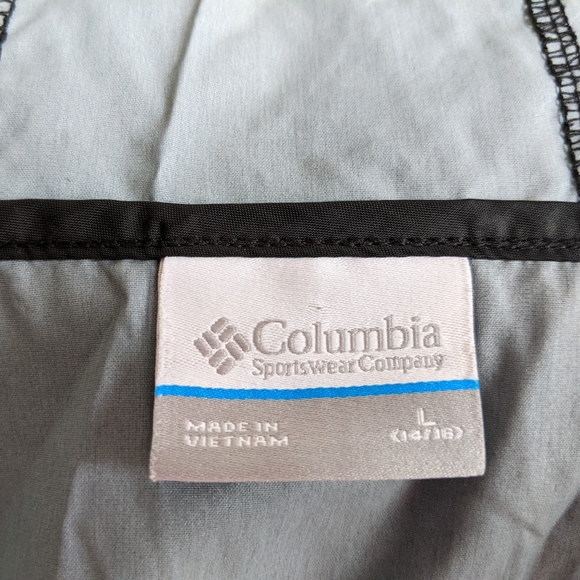 Columbia
Sportswear Company
MADE IN
VIETNAM
L
(14/16)